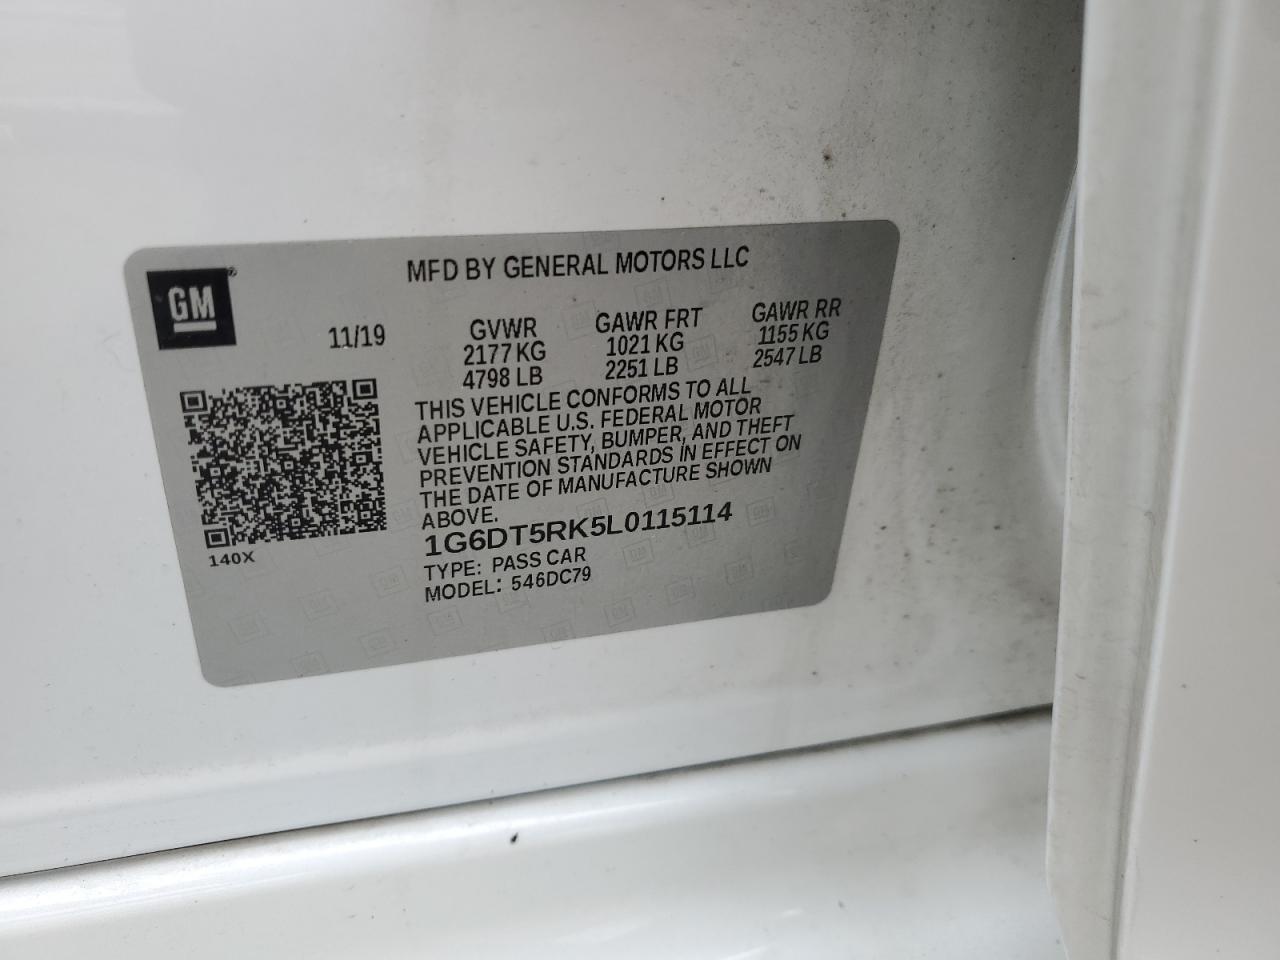 MFD BY GENERAL MOTORS LLC
GM®
11/19
GVWR
2177 KG
4798 LB
GAWR FRT
1021 KG
2251 LB
GAWR RR
1155 KG
2547 LB
THIS VEHICLE CONFORMS TO ALL
APPLICABLE U.S. FEDERAL MOTOR
VEHICLE SAFETY, BUMPER, AND THEFT
PREVENTION STANDARDS IN EFFECT ON
THE DATE OF MANUFACTURE SHOWN
ABOVE.
1G6DT5RK5L0115114
TYPE: PASS CAR
MODEL: 546DC79
140X